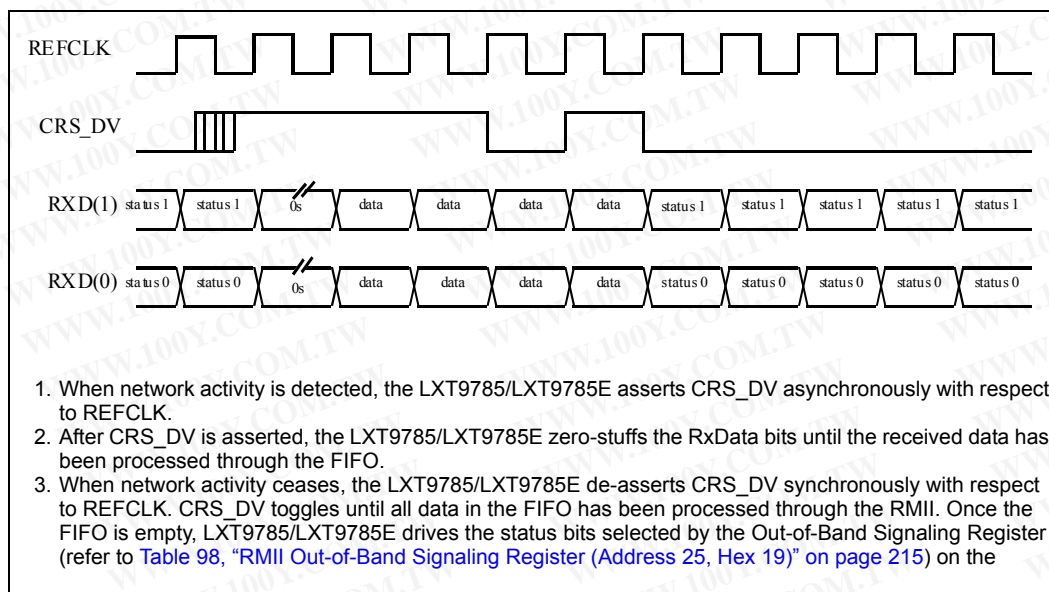 REFCLK
CRS_DV
RXD(1) status 1 status 1 0s data data data data status 1 status 1 status 1 status 1 status 1
RXD(0) status 0 status 0 0s data data data data status 0 status 0 status 0 status 0 status 0
1. When network activity is detected, the LXT9785/LXT9785E asserts CRS_DV asynchronously with respect
to REFCLK.
2. After CRS_DV is asserted, the LXT9785/LXT9785E zero-stuffs the RxData bits until the received data has
been processed through the FIFO.
3. When network activity ceases, the LXT9785/LXT9785E de-asserts CRS_DV synchronously with respect
to REFCLK. CRS_DV toggles until all data in the FIFO has been processed through the RMII. Once the
FIFO is empty, LXT9785/LXT9785E drives the status bits selected by the Out-of-Band Signaling Register
(refer to Table 98, “RMII Out-of-Band Signaling Register (Address 25, Hex 19)” on page 215) on the
WWW.100Y.COM.TW